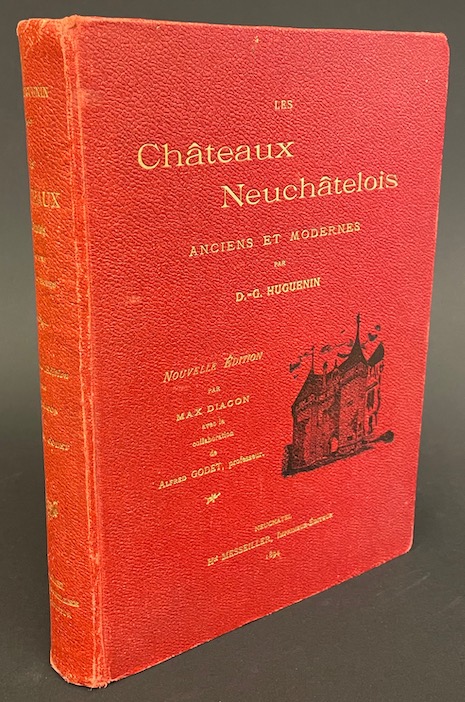 LES
Châteaux
Neuchâtelois
ANCIENS ET MODERNES
PAR
D.-G. HUGUENIN
NOUVELLE ÉDITION
PAR
MAX DIACON
avec la
collaboration
de
ALFRED GODET, professeur.
NEUCHATEL
Hri MESSEILLER, IMPRIMEUR-ÉDITEUR
1894